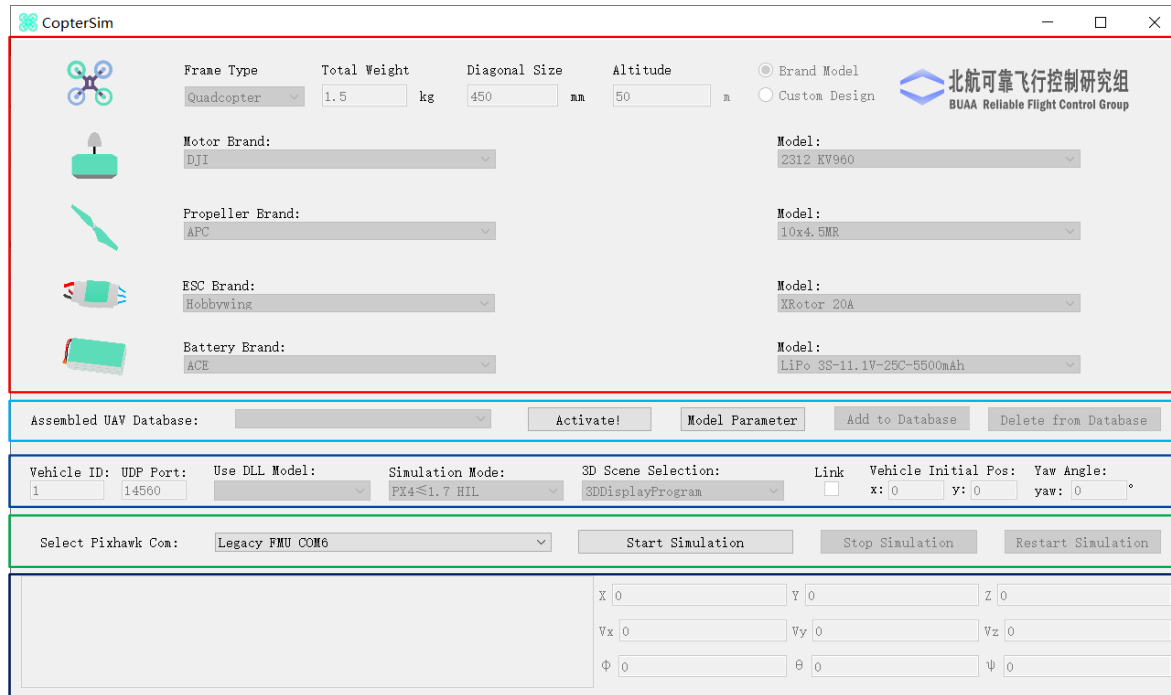 CopterSim
Frame Type Total Weight Diagonal Size Altitude
Brand Model
Quadcopter 1.5 kg 450 mm 50 m
Custom Design
北航可靠飞行控制研究组
BUAA Reliable Flight Control Group
Motor Brand: Model:
DJI 2312 KV960
Propeller Brand: Model:
APC 10x4.5MR
ESC Brand: Model:
Hobbywing XRotor 20A
Battery Brand: Model:
ACE LiPo 3S-11.1V-25C-5500mAh
Assembled UAV Database: Activate! Model Parameter Add to Database Delete from Database
Vehicle ID: UDP Port: Use DLL Model: Simulation Mode: 3D Scene Selection: Link Vehicle Initial Pos: Yaw Angle:
1 14560 PX4≤1.7 HIL 3DDisplayProgram x: 0 y: 0 yaw: 0 °
Select Pixhawk Com: Legacy FMU COM6 Start Simulation Stop Simulation Restart Simulation
X 0 Y 0 Z 0
Vx 0 Vy 0 Vz 0
Φ 0 θ 0 ψ 0